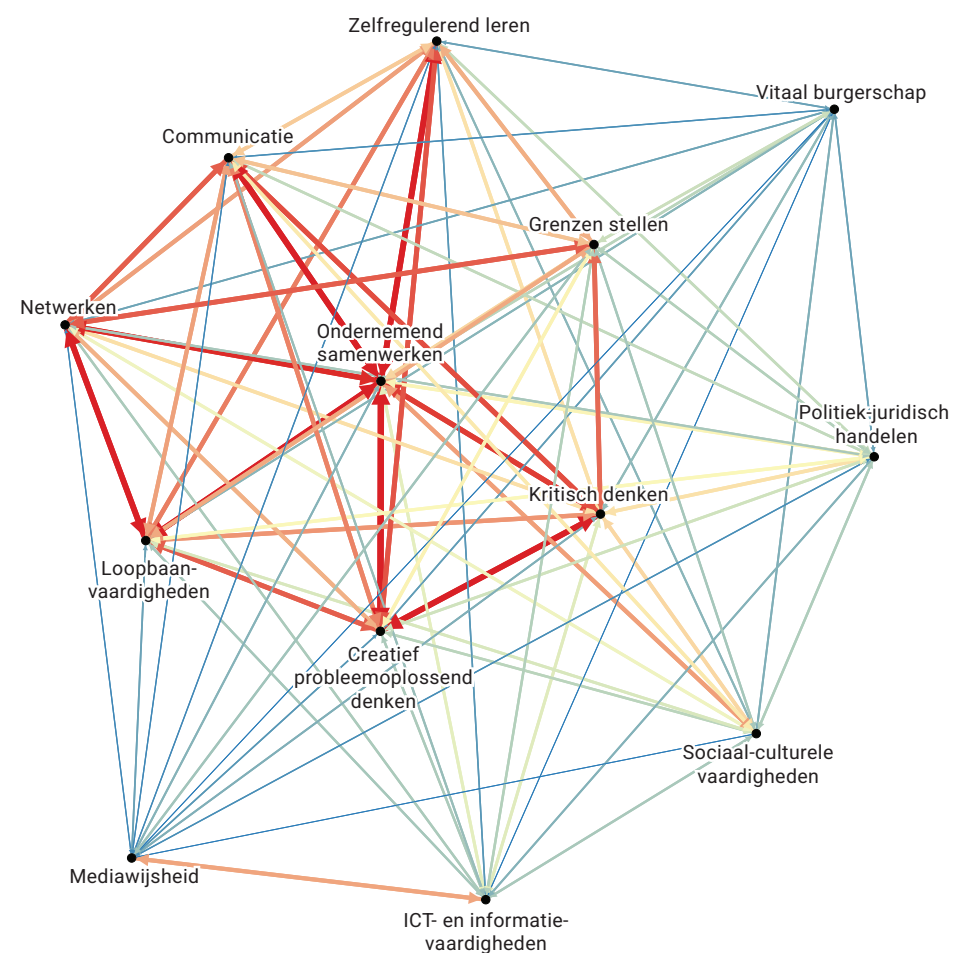 Zelfregulerend leren
Vitaal burgerschap
Communicatie
Grenzen stellen
Netwerken
Ondernemend
samenwerken
Politiek-juridisch
handelen
Kritisch denken
Loopbaan-
vaardigheden
Creatief
probleemoplossend
denken
Sociaal-culturele
vaardigheden
Mediawijsheid
ICT- en informatie-
vaardigheden